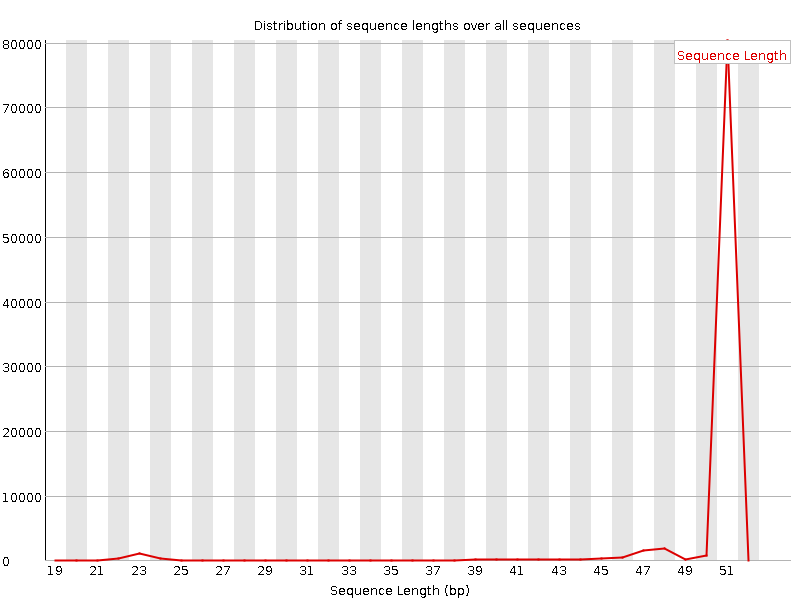 Distribution of sequence lengths over all sequences
80000
Sequence Length
70000
60000
50000
40000
30000
20000
10000
0
19 21 23 25 27 29 31 33 35 37 39 41 43 45 47 49 51
Sequence Length (bp)